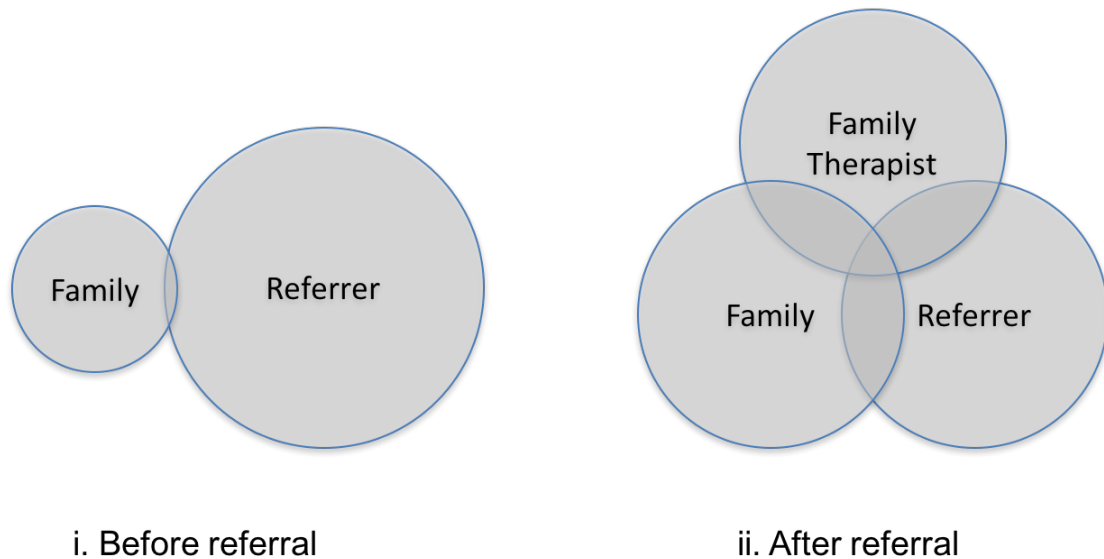 Family
Referrer
i. Before referral
Family
Therapist
Family
Referrer
ii. After referral